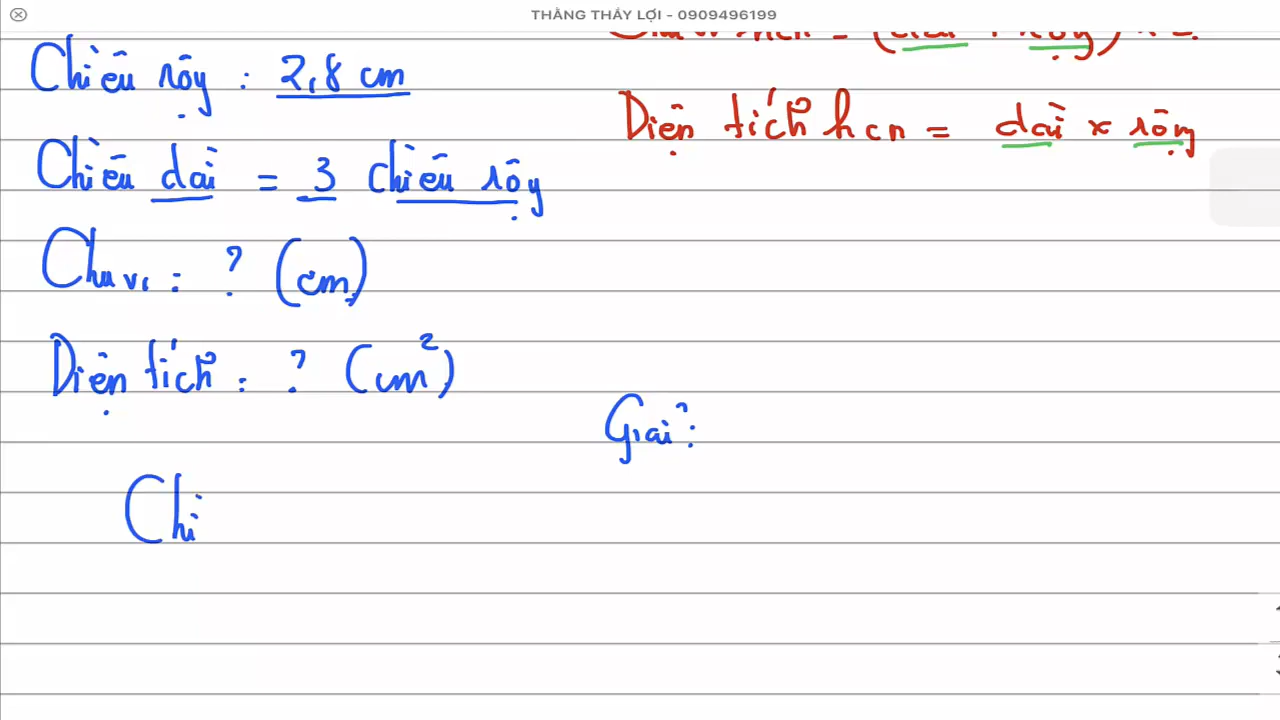 THẦNG THẦY LỢI - 0909496199
Chiều rộng : 2,8 cm
Diện tích hcn = dài × rộng
Chiều dài = 3 chiều rộng
Chu vi : ? (cm)
Diện tích : ? (cm²)
Giải :
Chi